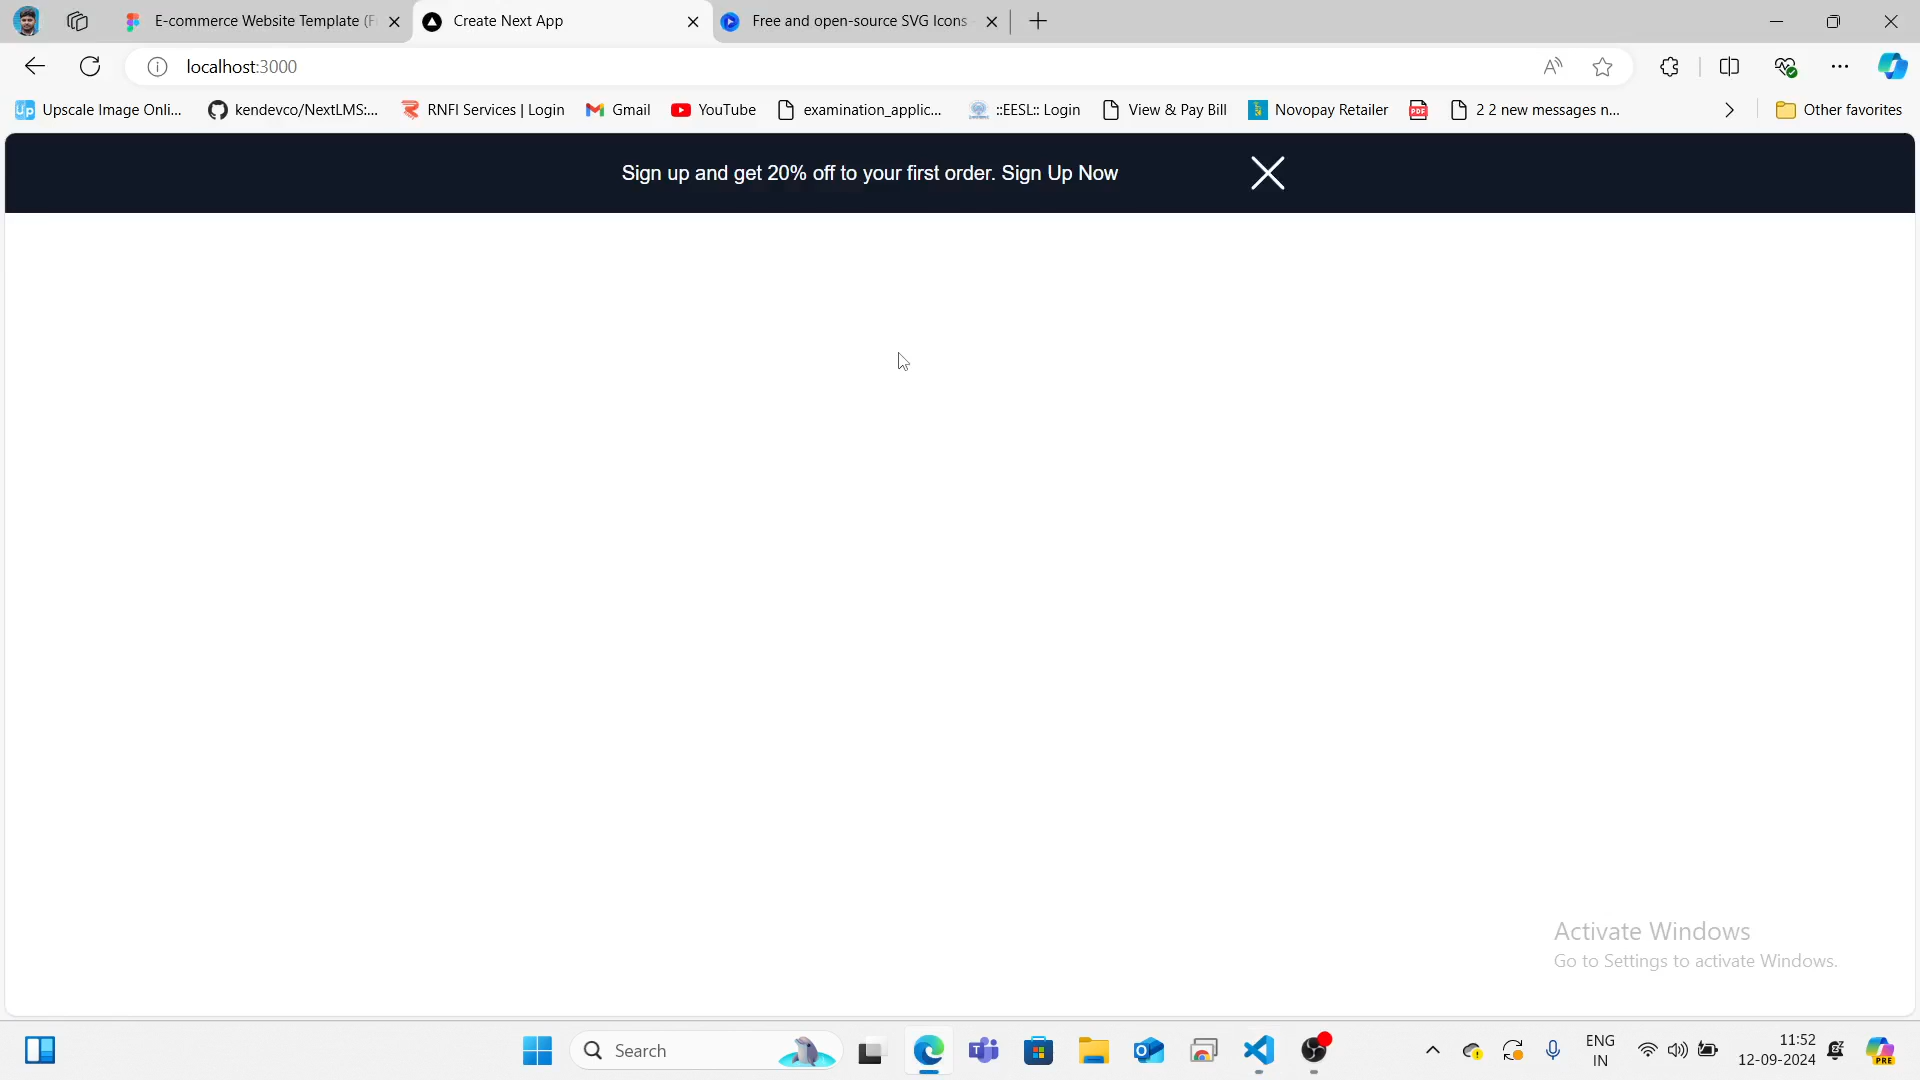 E-commerce Website Template (F
Create Next App
Free and open-source SVG Icons
localhost:3000
Upscale Image Onli...
kendevco/NextLMS:...
RNFI Services | Login
Gmail
YouTube
examination_applic...
::EESL:: Login
View & Pay Bill
Novopay Retailer
PDF
2 2 new messages n...
Other favorites
Sign up and get 20% off to your first order. Sign Up Now
Activate Windows
Go to Settings to activate Windows.
Search
ENG
IN
11:52
12-09-2024
PRE